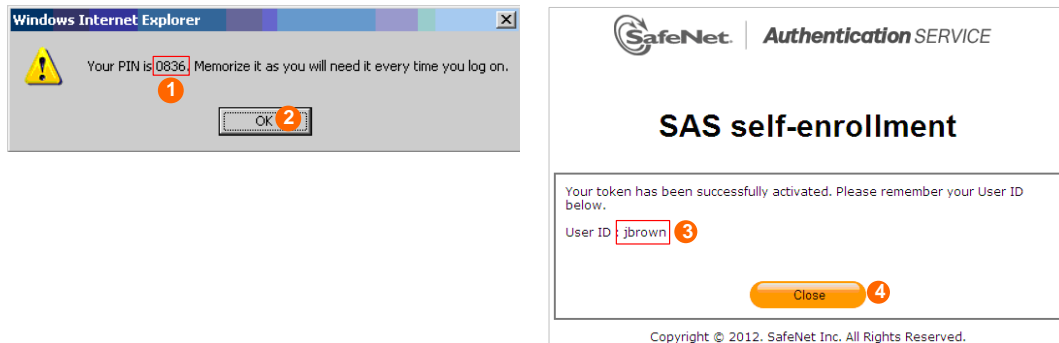 Windows Internet Explorer
Your PIN is 0836. Memorize it as you will need it every time you log on.
1
OK 2
SafeNet. Authentication SERVICE
SAS self-enrollment
Your token has been successfully activated. Please remember your User ID
below.
User ID : jbrown 3
Close 4
Copyright © 2012. SafeNet Inc. All Rights Reserved.